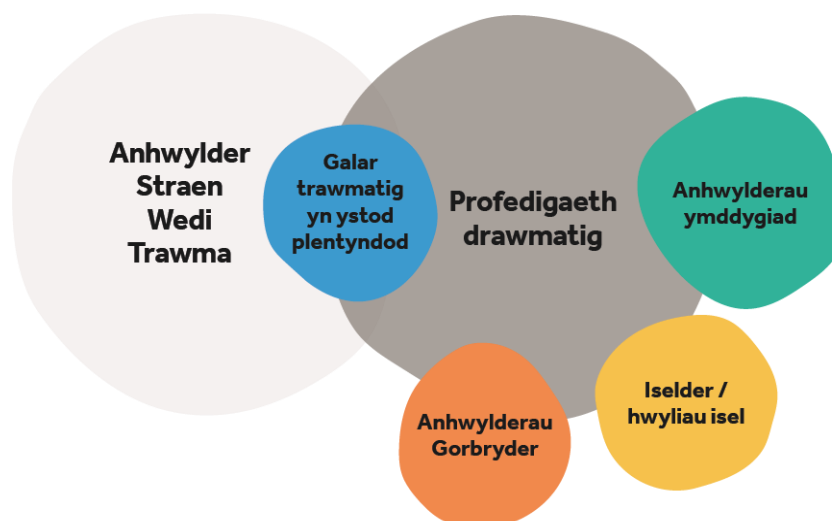 Anhwylder
Straen
Wedi
Trawma
Galar
trawmatig
yn ystod
plentyndod
Profedigaeth
drawmatig
Anhwylderau
ymddygiad
Anhwylderau
Gorbryder
Iselder /
hwyliau isel